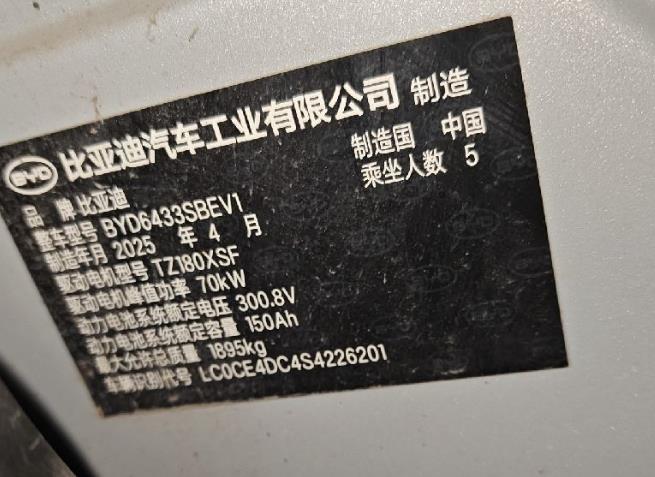 BYD 比亚迪汽车工业有限公司 制造
制造国 中国
乘坐人数 5
品 牌 比亚迪
整车型号 BYD6433SBEV1
制造年月 2025 年 4 月
驱动电机型号 TZ180XSF
驱动电机峰值功率 70kW
动力电池系统额定电压 300.8V
动力电池系统额定容量 150Ah
最大允许总质量 1895kg
车辆识别代号 LC0CE4DC4S4226201